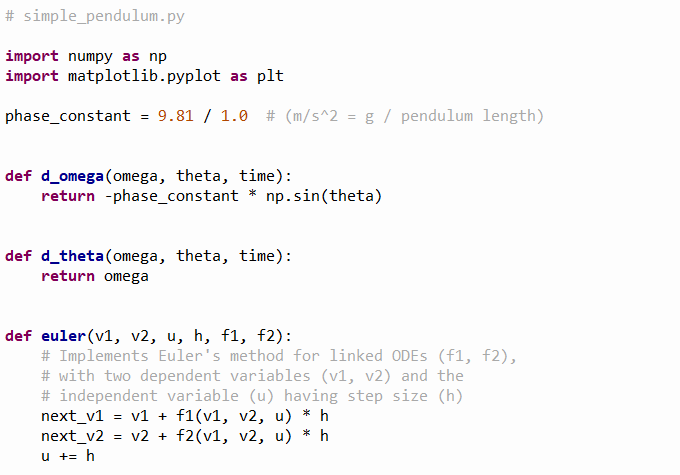 # simple_pendulum.py
import numpy as np
import matplotlib.pyplot as plt
phase_constant = 9.81 / 1.0  # (m/s^2 = g / pendulum length)
def d_omega(omega, theta, time):
    return -phase_constant * np.sin(theta)
def d_theta(omega, theta, time):
    return omega
def euler(v1, v2, u, h, f1, f2):
    # Implements Euler's method for linked ODEs (f1, f2),
    # with two dependent variables (v1, v2) and the
    # independent variable (u) having step size (h)
    next_v1 = v1 + f1(v1, v2, u) * h
    next_v2 = v2 + f2(v1, v2, u) * h
    u += h